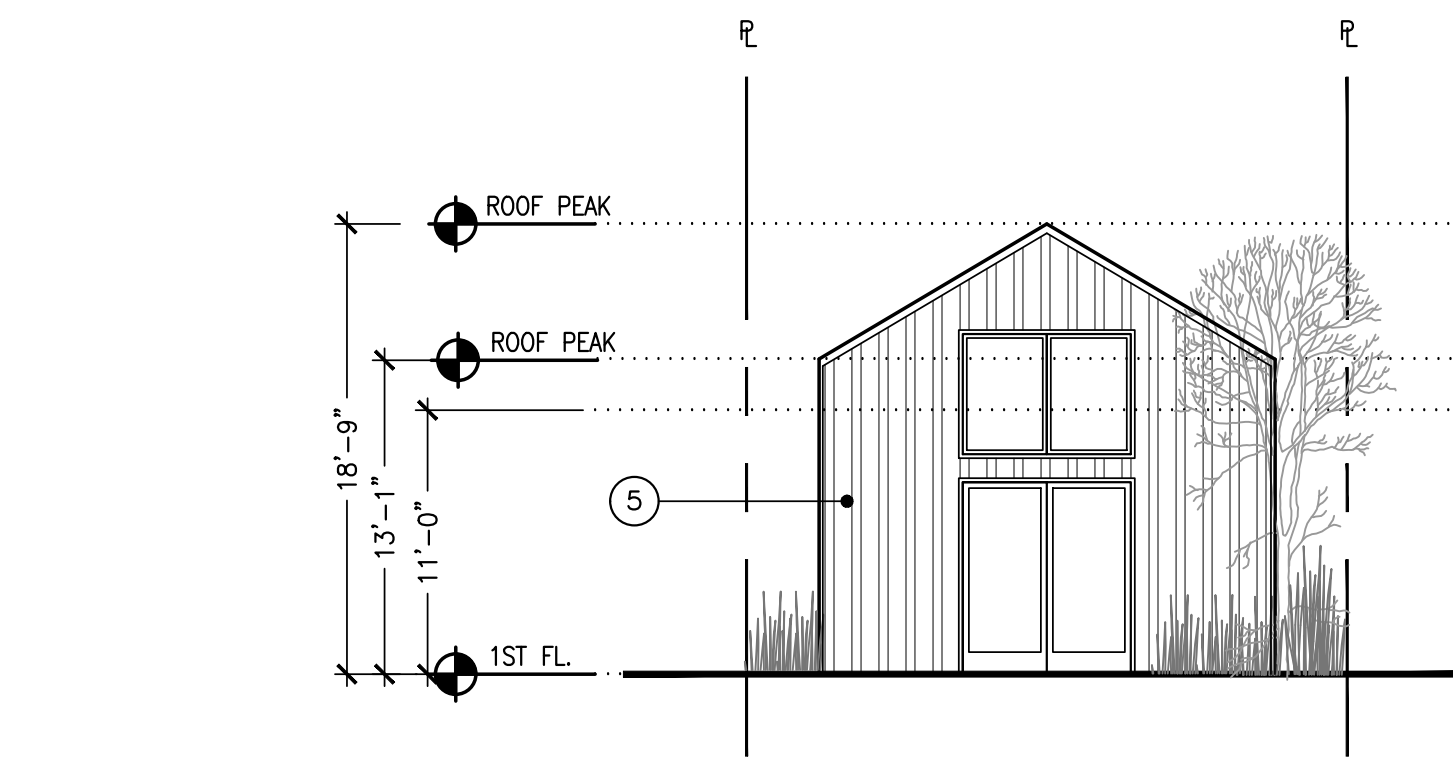 PL PL
ROOF PEAK
ROOF PEAK
18'-9"
13'-1"
11'-0"
5
1ST FL.